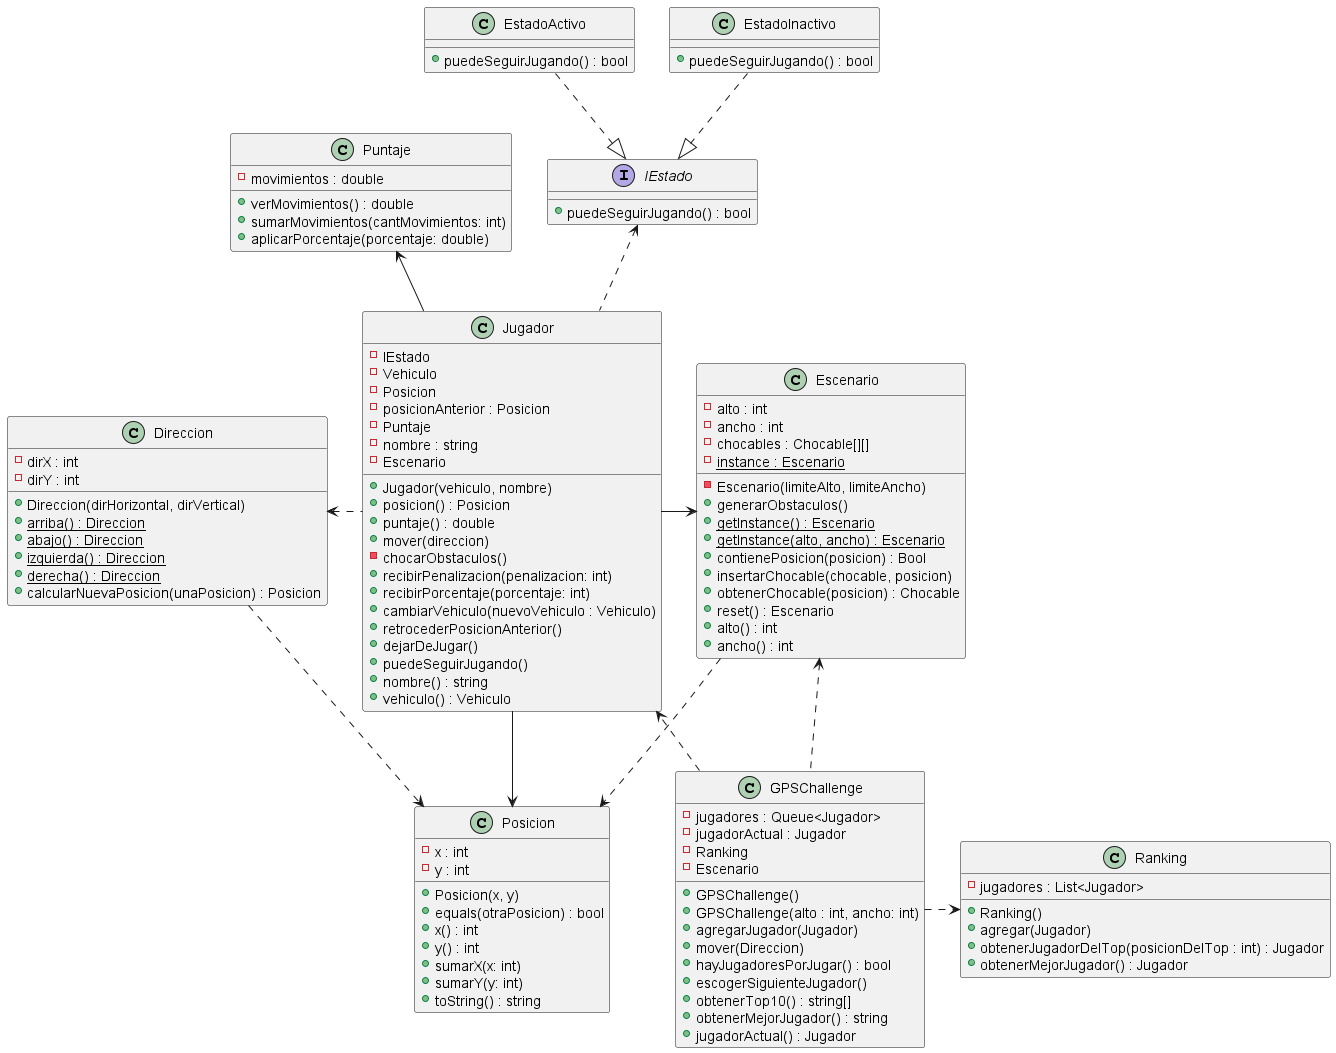 C EstadoActivo
puedeSeguirJugando() : bool
C EstadoInactivo
puedeSeguirJugando() : bool
C Puntaje
movimientos : double
verMovimientos() : double
sumarMovimientos(cantMovimientos: int)
aplicarPorcentaje(porcentaje: double)
I IEstado
puedeSeguirJugando() : bool
C Jugador
IEstado
Vehiculo
Posicion
posicionAnterior : Posicion
Puntaje
nombre : string
Escenario
Jugador(vehiculo, nombre)
posicion() : Posicion
puntaje() : double
mover(direccion)
chocarObstaculos()
recibirPenalizacion(penalizacion: int)
recibirPorcentaje(porcentaje: int)
cambiarVehiculo(nuevoVehiculo : Vehiculo)
retrocederPosicionAnterior()
dejarDeJugar()
puedeSeguirJugando()
nombre() : string
vehiculo() : Vehiculo
C Escenario
alto : int
ancho : int
chocables : Chocable[][]
instance : Escenario
Escenario(limiteAlto, limiteAncho)
generarObstaculos()
getInstance() : Escenario
getInstance(alto, ancho) : Escenario
contienePosicion(posicion) : Bool
insertarChocable(chocable, posicion)
obtenerChocable(posicion) : Chocable
reset() : Escenario
alto() : int
ancho() : int
C Direccion
dirX : int
dirY : int
Direccion(dirHorizontal, dirVertical)
arriba() : Direccion
abajo() : Direccion
izquierda() : Direccion
derecha() : Direccion
calcularNuevaPosicion(unaPosicion) : Posicion
C Posicion
x : int
y : int
Posicion(x, y)
equals(otraPosicion) : bool
x() : int
y() : int
sumarX(x: int)
sumarY(y: int)
toString() : string
C GPSChallenge
jugadores : Queue<Jugador>
jugadorActual : Jugador
Ranking
Escenario
GPSChallenge()
GPSChallenge(alto : int, ancho: int)
agregarJugador(Jugador)
mover(Direccion)
hayJugadoresPorJugar() : bool
escogerSiguienteJugador()
obtenerTop10() : string[]
obtenerMejorJugador() : string
jugadorActual() : Jugador
C Ranking
jugadores : List<Jugador>
Ranking()
agregar(Jugador)
obtenerJugadorDelTop(posicionDelTop : int) : Jugador
obtenerMejorJugador() : Jugador